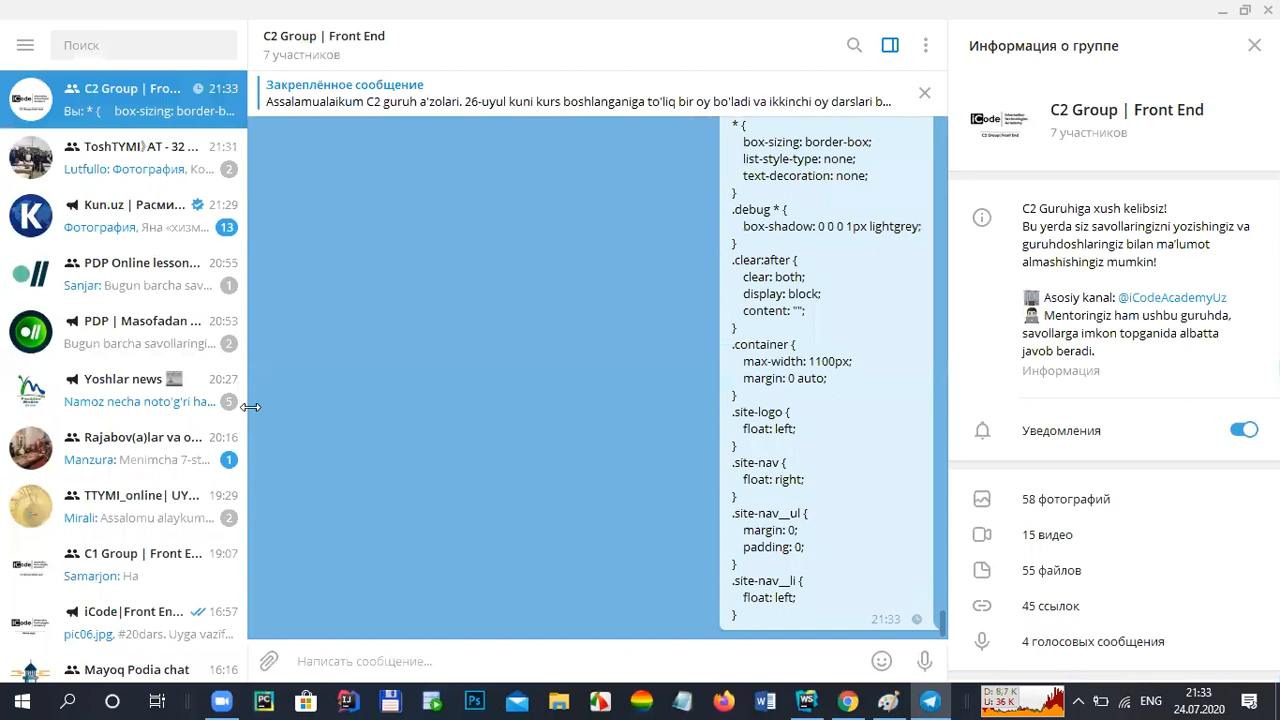 Поиск
C2 Group | Fro... 21:33
Вы: * { box-sizing: border-b...
ToshTYMI》AT - 32 ... 21:31
Lutfullo: Фотография, Ко... 2
Kun.uz | Расми... 21:29
Фотография, Яна «хизм... 13
PDP Online lesson... 20:55
Sanjar: Bugun barcha sav... 1
PDP | Masofadan ... 20:53
Bugun barcha savollaringi... 2
Yoshlar news 20:27
Namoz necha noto'g'ri ha... 5
Rajabov(a)lar va o... 20:16
Manzura: Menimcha 7-st... 1
TTYMI_online| UY... 19:29
Mirali: Assalomu alaykum... 2
C1 Group | Front E... 19:07
Samarjon: Ha
iCode|Front En... 16:57
pic06.jpg, #20dars. Uyga vazif...
Mayoq Podia chat 16:16
C2 Group | Front End
7 участников
Закреплённое сообщение
Assalamualaikum C2 guruh a'zolari. 26-uyul kuni kurs boshlanganiga to'liq bir oy bo'ladi va ikkinchi oy darslari b...
* {
box-sizing: border-box;
list-style-type: none;
text-decoration: none;
}
.debug * {
box-shadow: 0 0 0 1px lightgrey;
}
.clear:after {
clear: both;
display: block;
content: "";
}
.container {
max-width: 1100px;
margin: 0 auto;
}
.site-logo {
float: left;
}
.site-nav {
float: right;
}
.site-nav__ul {
margin: 0;
padding: 0;
}
.site-nav__li {
float: left;
}
21:33
Написать сообщение...
Информация о группе
iCode
C2 Group | Front End
7 участников
C2 Guruhiga xush kelibsiz!
Bu yerda siz savollaringizni yozishingiz va
guruhdoshlaringiz bilan ma'lumot
almashishingiz mumkin!
Asosiy kanal: @iCodeAcademyUz
Mentoringiz ham ushbu guruhda,
savollarga imkon topganida albatta
javob beradi.
Информация
Уведомления
58 фотографий
15 видео
55 файлов
45 ссылок
4 голосовых сообщения
D: 8,7 K
U: 36 K
ENG
21:33
24.07.2020